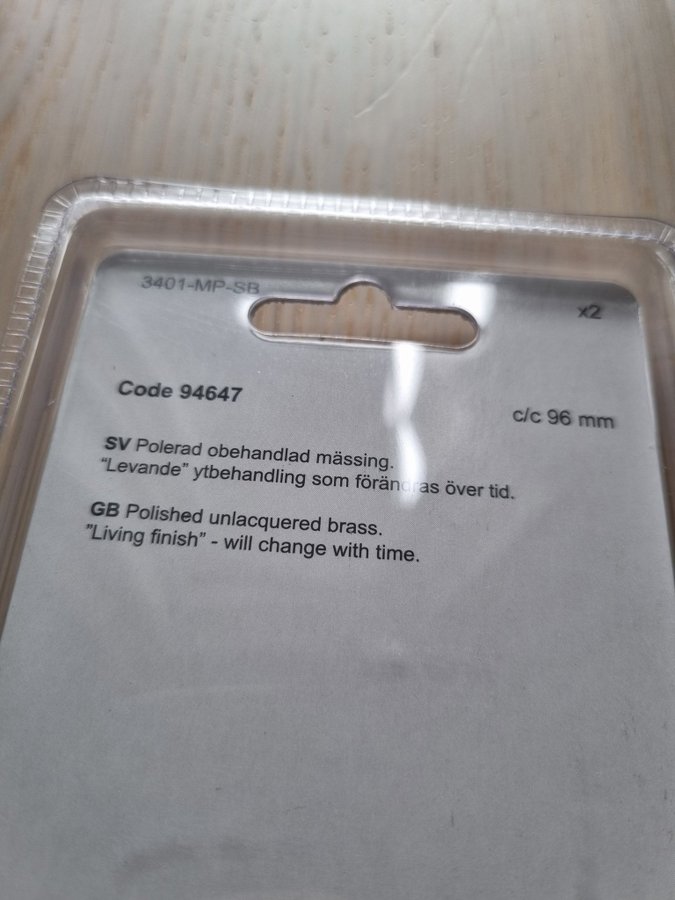 3401-MP-SB
x2
Code 94647
c/c 96 mm
SV Polerad obehandlad mässing.
“Levande” ytbehandling som förändras över tid.
GB Polished unlacquered brass.
”Living finish” - will change with time.